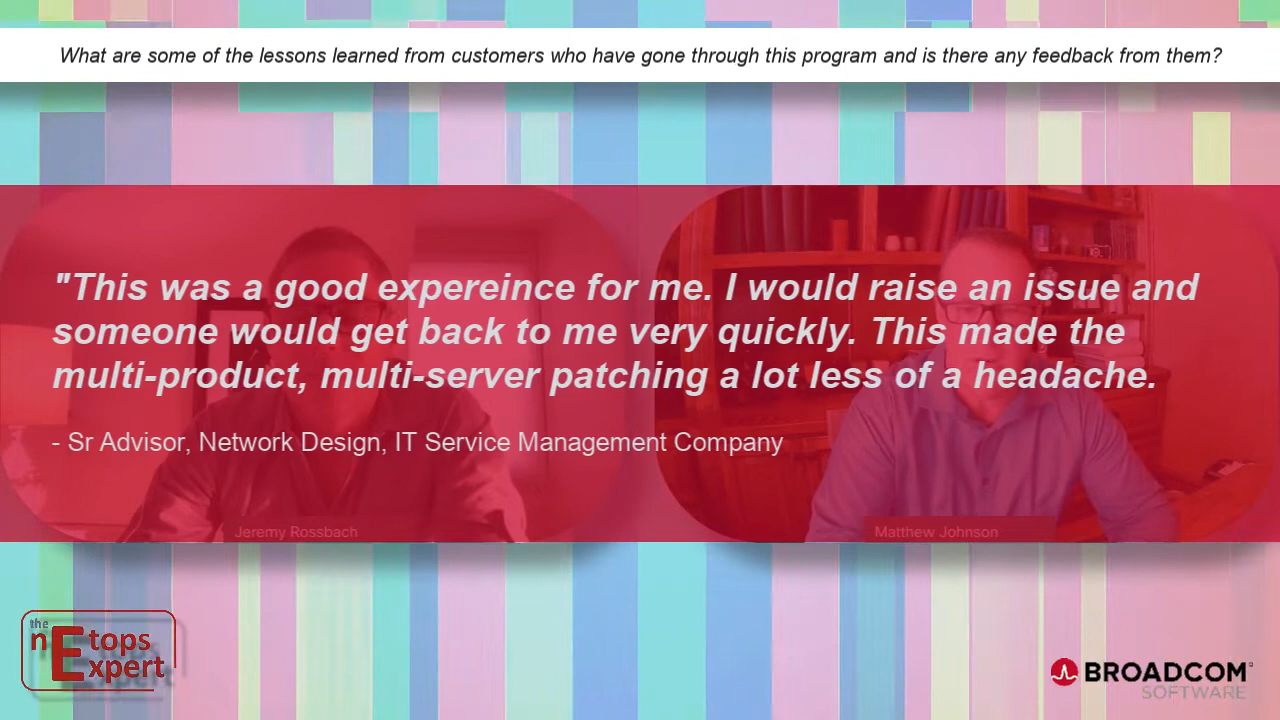 What are some of the lessons learned from customers who have gone through this program and is there any feedback from them?
"This was a good expereince for me. I would raise an issue and
someone would get back to me very quickly. This made the
multi-product, multi-server patching a lot less of a headache.
- Sr Advisor, Network Design, IT Service Management Company
Jeremy Rossbach
Matthew Johnson
the
nEtops
Expert
BROADCOM
SOFTWARE